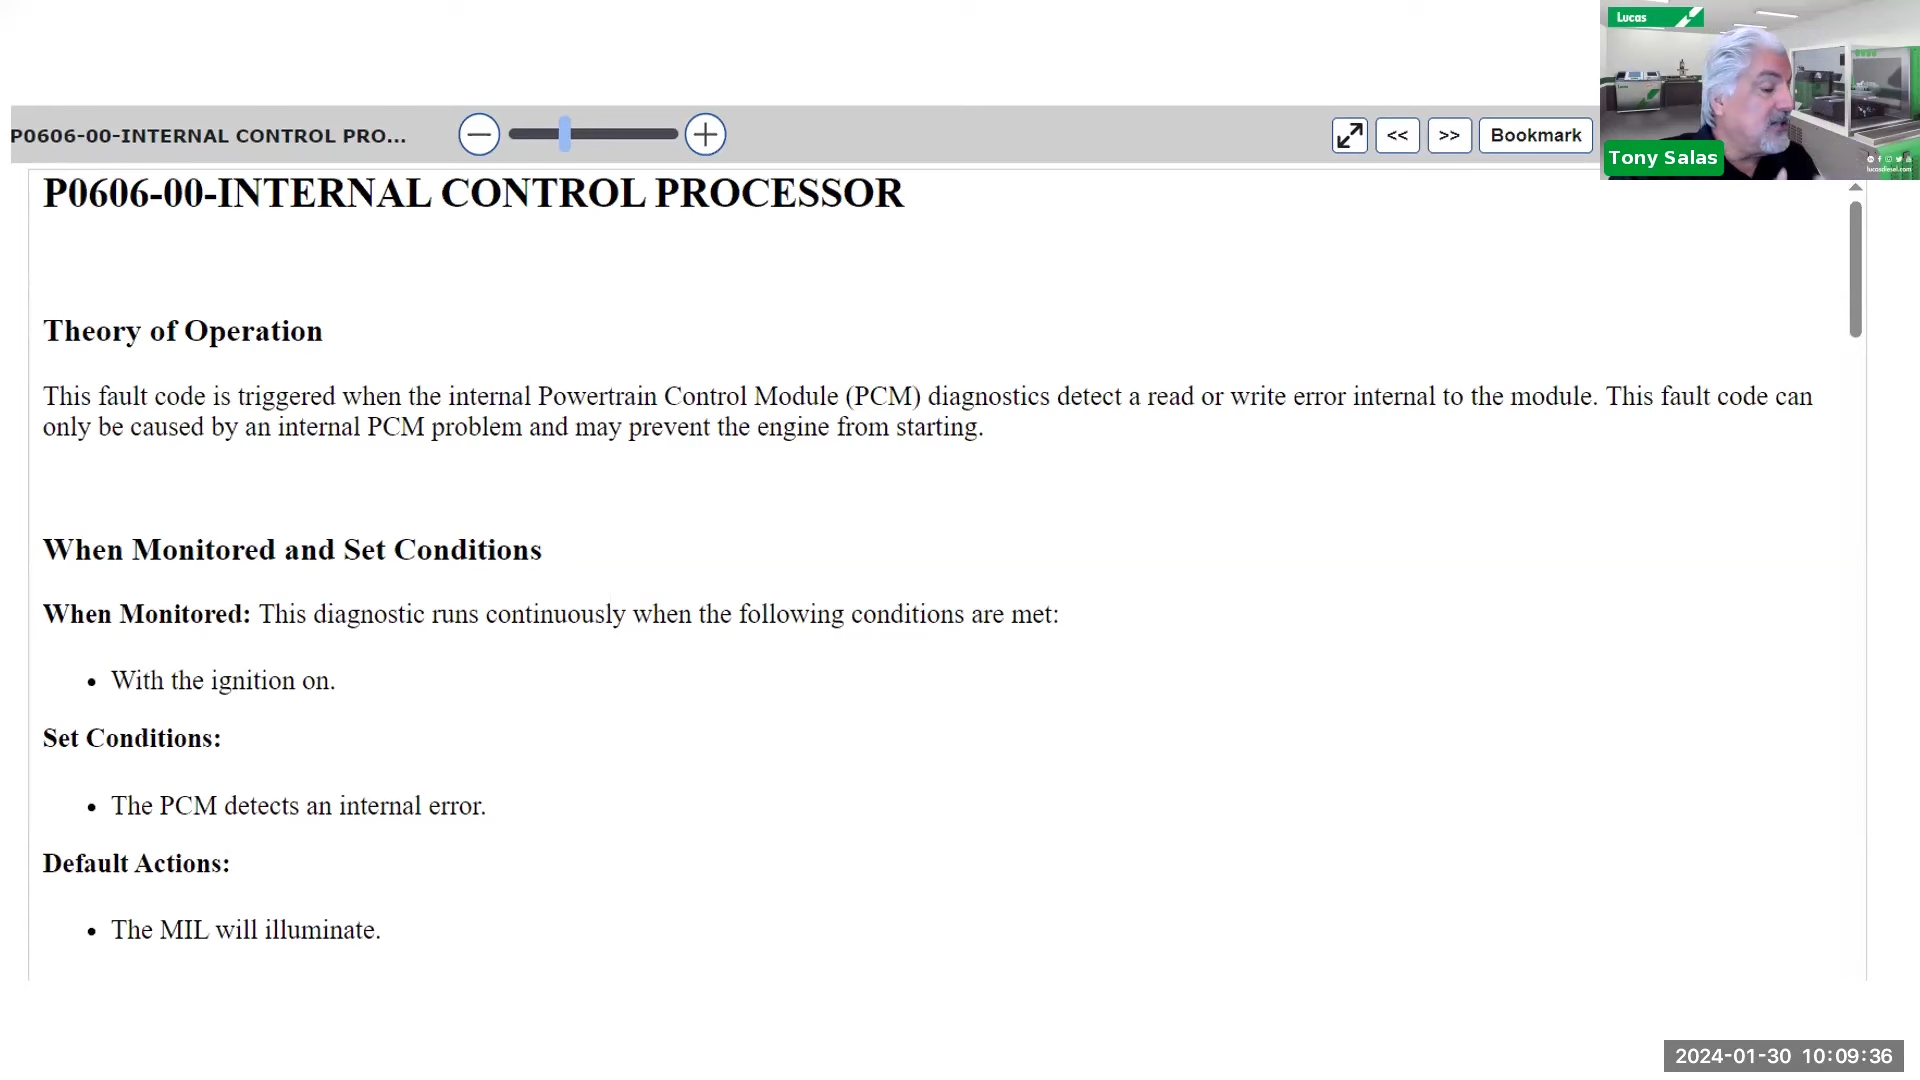 Lucas
P0606-00-INTERNAL CONTROL PRO...
<<
>>
Bookmark
Tony Salas
lucasdiesel.com
P0606-00-INTERNAL CONTROL PROCESSOR
Theory of Operation
This fault code is triggered when the internal Powertrain Control Module (PCM) diagnostics detect a read or write error internal to the module. This fault code can
only be caused by an internal PCM problem and may prevent the engine from starting.
When Monitored and Set Conditions
When Monitored: This diagnostic runs continuously when the following conditions are met:
• With the ignition on.
Set Conditions:
• The PCM detects an internal error.
Default Actions:
• The MIL will illuminate.
2024-01-30 10:09:36